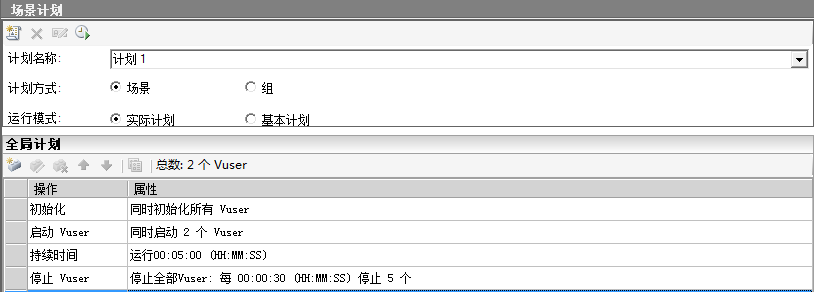 场景计划
计划名称: 计划 1
计划方式: 场景 组
运行模式: 实际计划 基本计划
全局计划
总数: 2 个 Vuser
操作 属性
初始化 同时初始化所有 Vuser
启动 Vuser 同时启动 2 个 Vuser
持续时间 运行00:05:00 (HH:MM:SS)
停止 Vuser 停止全部Vuser: 每 00:00:30 (HH:MM:SS) 停止 5 个